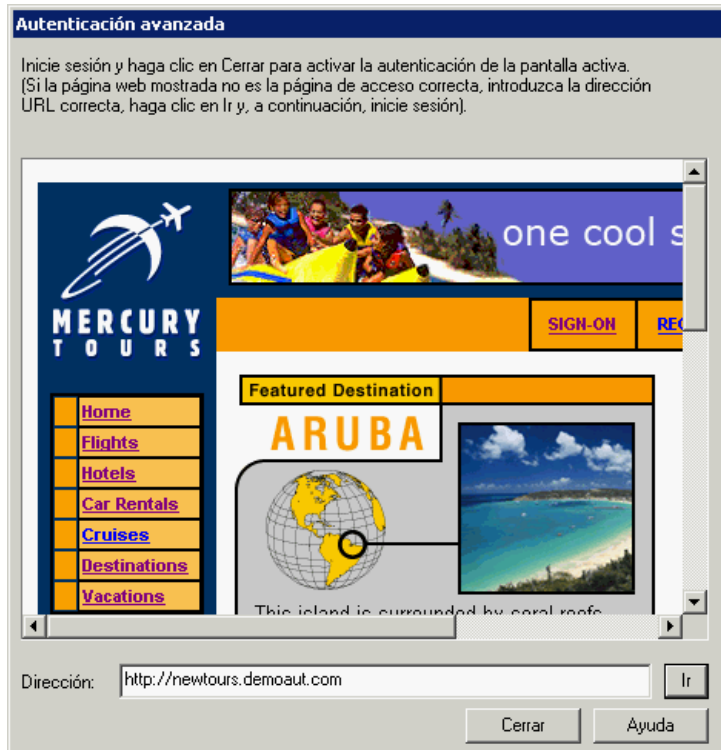 Autenticación avanzada
Inicie sesión y haga clic en Cerrar para activar la autenticación de la pantalla activa.
(Si la página web mostrada no es la página de acceso correcta, introduzca la dirección
URL correcta, haga clic en Ir y, a continuación, inicie sesión).
one cool s
MERCURY
TOURS
SIGN-ON
REG
Featured Destination
ARUBA
Home
Flights
Hotels
Car Rentals
Cruises
Destinations
Vacations
This island is surrounded by coral reefs
Dirección:
http://newtours.demoaut.com
Ir
Cerrar
Ayuda